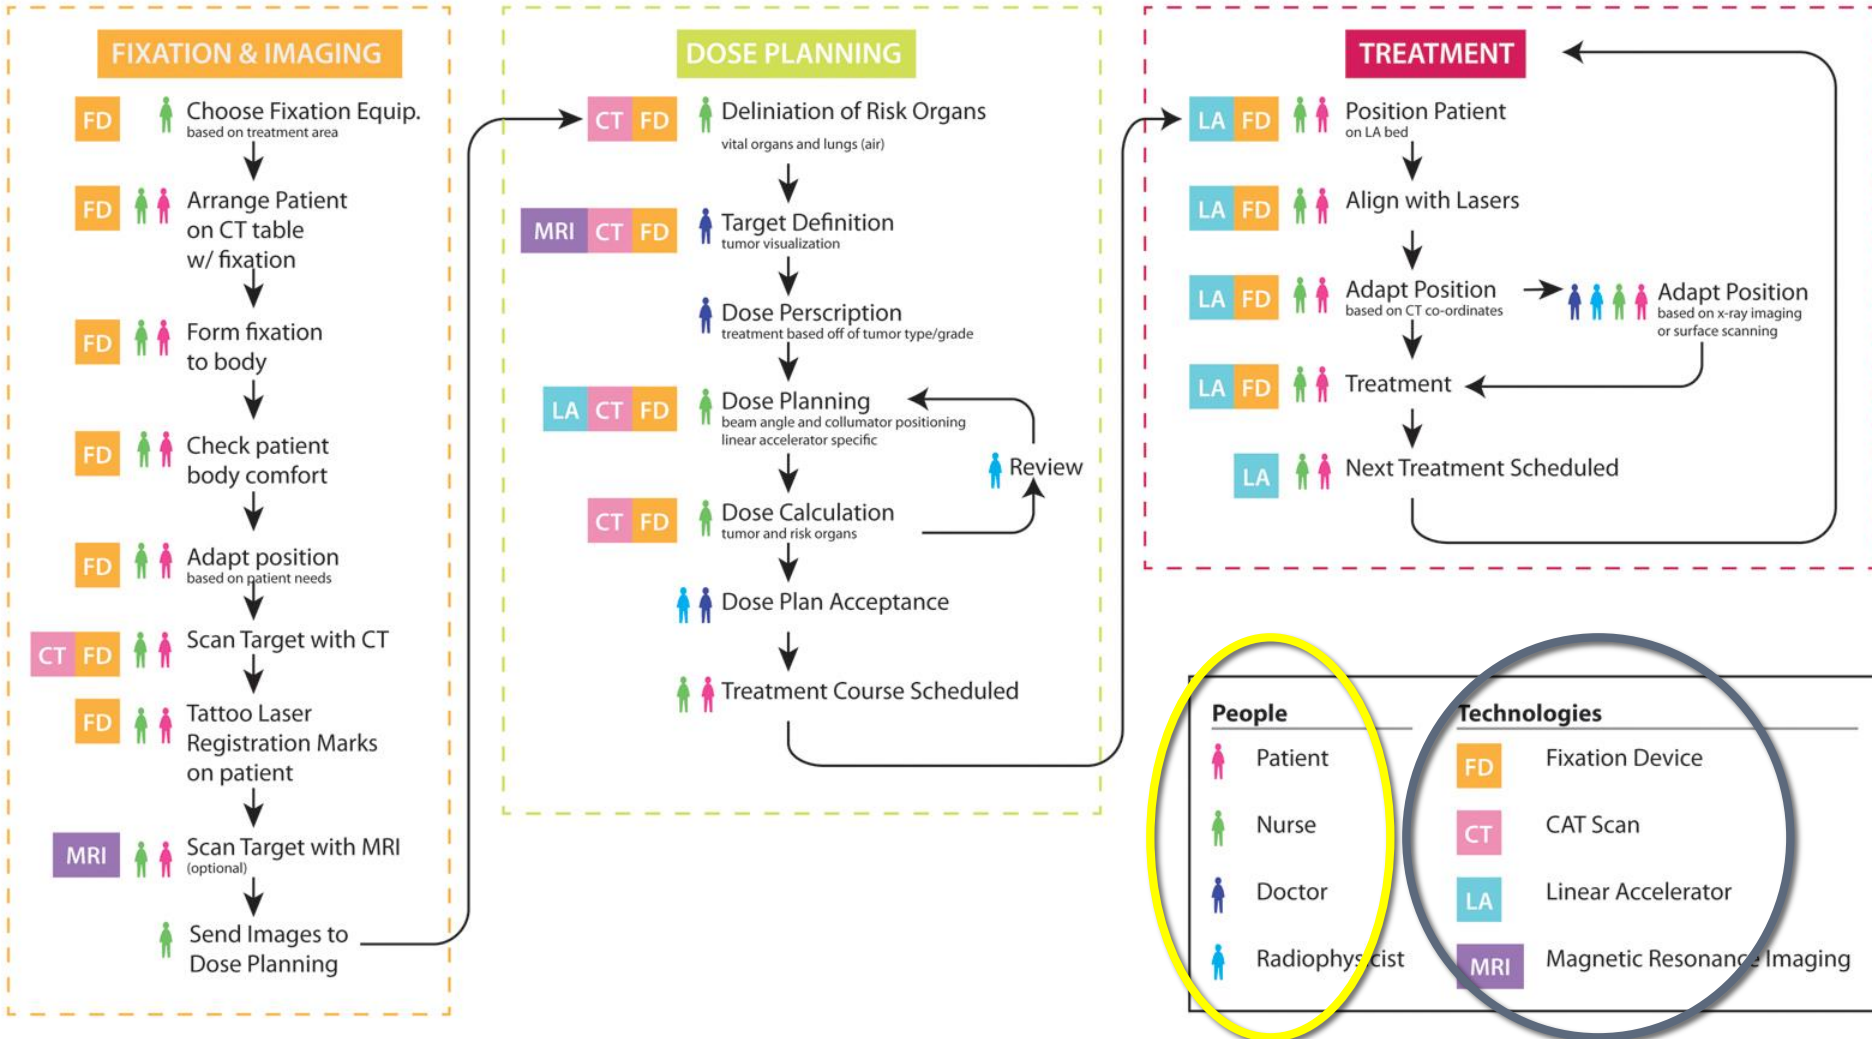 FIXATION & IMAGING
FD
Choose Fixation Equip.
based on treatment area
FD
Arrange Patient
on CT table
w/ fixation
FD
Form fixation
to body
FD
Check patient
body comfort
FD
Adapt position
based on patient needs
CT FD
Scan Target with CT
FD
Tattoo Laser
Registration Marks
on patient
MRI
Scan Target with MRI
(optional)
Send Images to
Dose Planning
DOSE PLANNING
CT FD
Deliniation of Risk Organs
vital organs and lungs (air)
MRI CT FD
Target Definition
tumor visualization
Dose Perscription
treatment based off of tumor type/grade
LA CT FD
Dose Planning
beam angle and collumator positioning
linear accelerator specific
Review
CT FD
Dose Calculation
tumor and risk organs
Dose Plan Acceptance
Treatment Course Scheduled
TREATMENT
LA FD
Position Patient
on LA bed
LA FD
Align with Lasers
LA FD
Adapt Position
based on CT co-ordinates
Adapt Position
based on x-ray imaging
or surface scanning
LA FD
Treatment
LA
Next Treatment Scheduled
People
Patient
Nurse
Doctor
Radiophysicist
Technologies
FD Fixation Device
CT CAT Scan
LA Linear Accelerator
MRI Magnetic Resonance Imaging